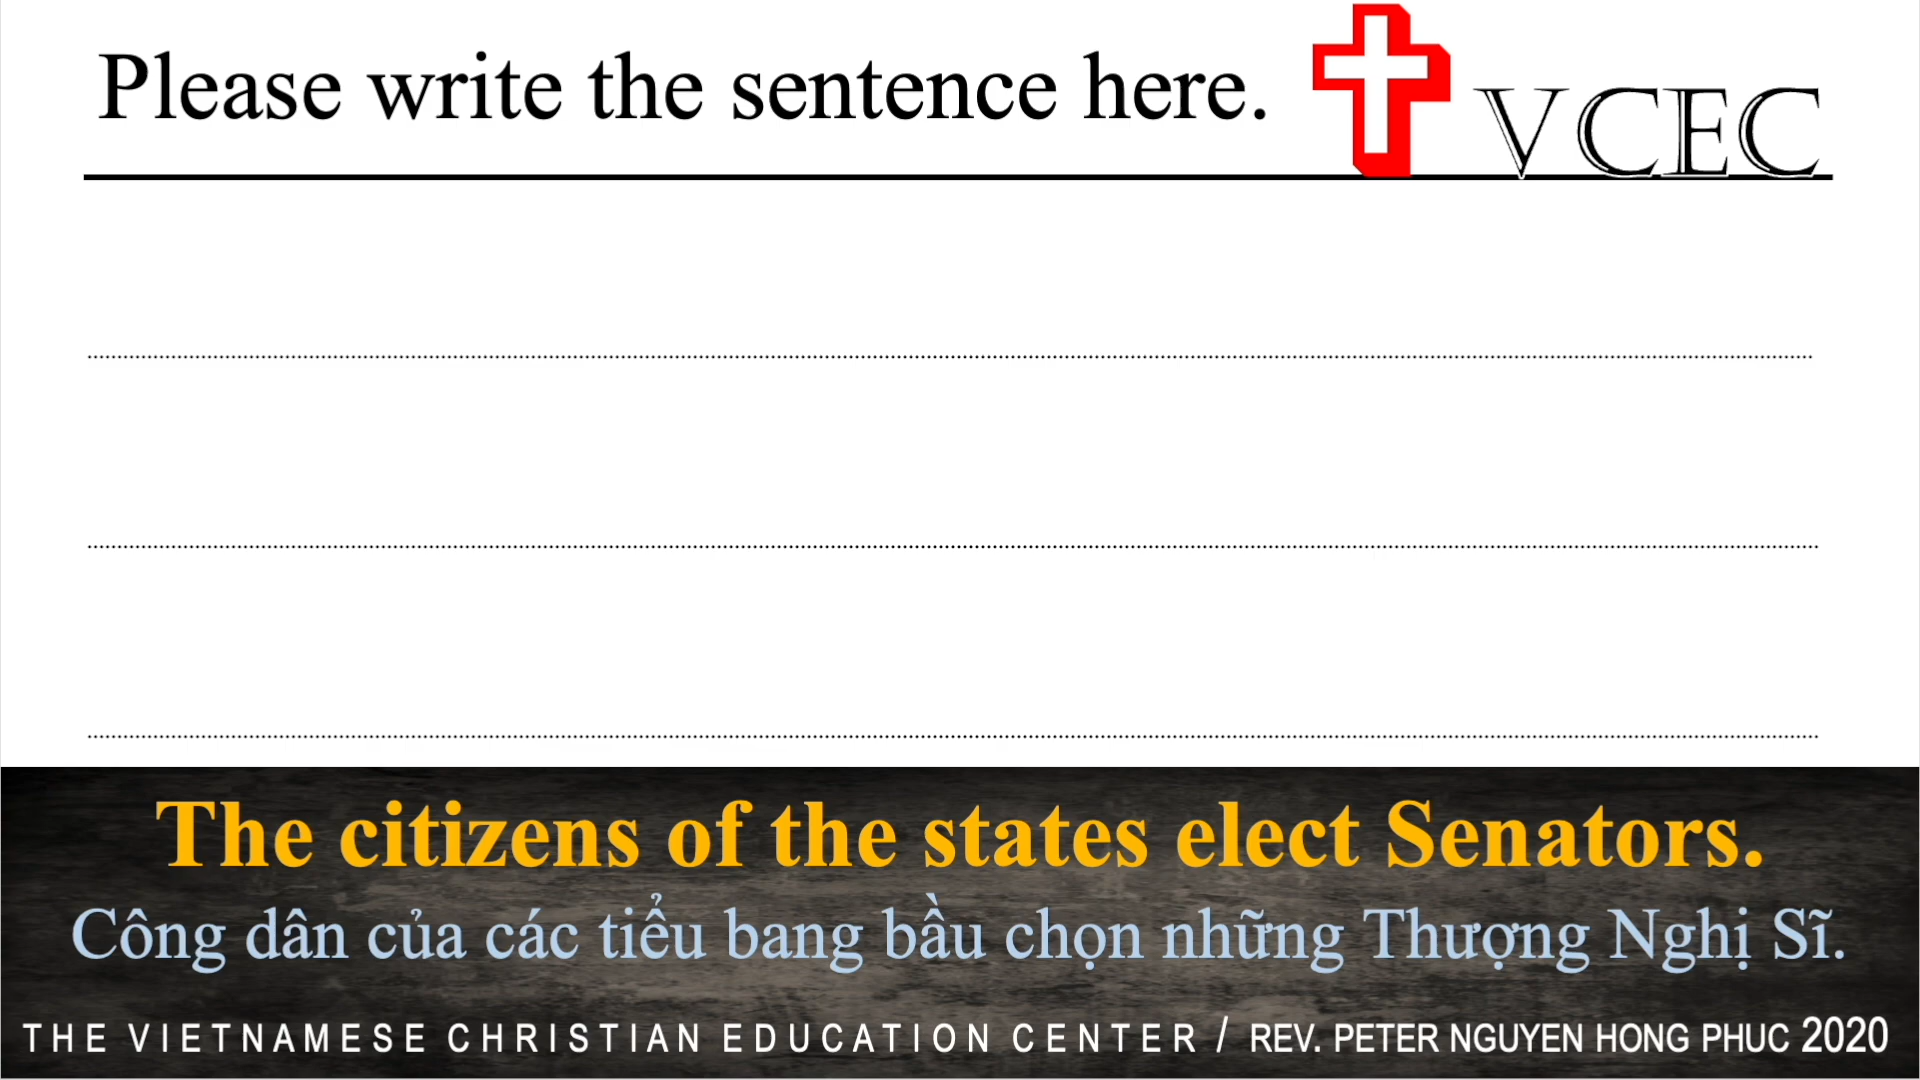 Please write the sentence here.
VCEC
The citizens of the states elect Senators.
Công dân của các tiểu bang bầu chọn những Thượng Nghị Sĩ.
THE VIETNAMESE CHRISTIAN EDUCATION CENTER / REV. PETER NGUYEN HONG PHUC 2020